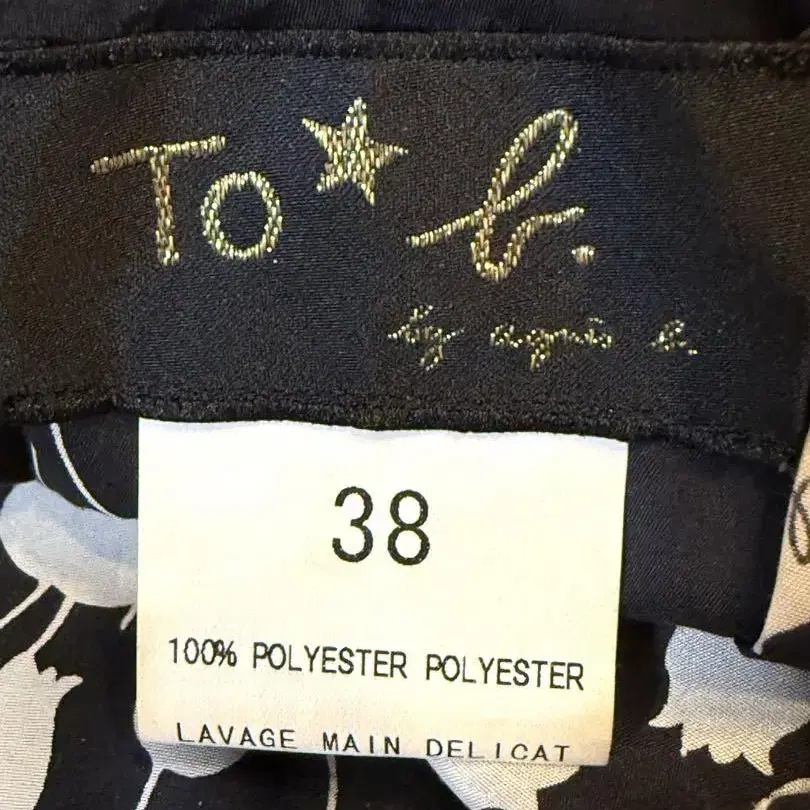 To★b.
by agnès b.
38
100% POLYESTER POLYESTER
LAVAGE MAIN DELICAT